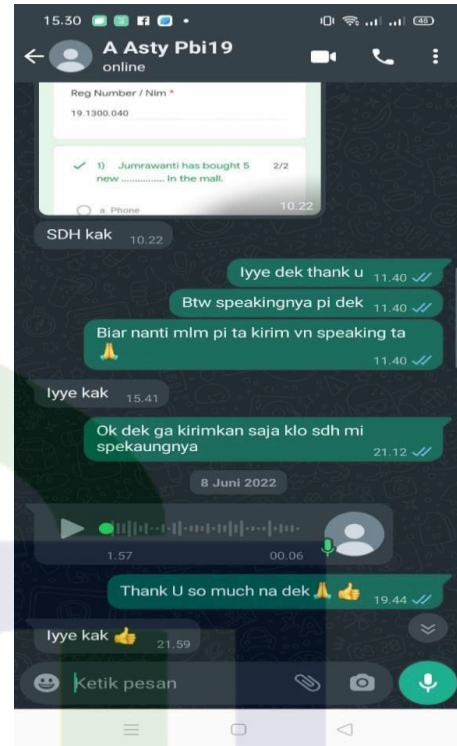 15.30
48
A Asty Pbi19
online
Reg Number / Nim *
19.1300.040
1) Jumrawanti has bought 5 2/2
new ................ In the mall.
a. Phone
10.22
SDH kak 10.22
Iyye dek thank u 11.40
Btw speakingnya pi dek 11.40
Biar nanti mlm pi ta kirim vn speaking ta
🙏
11.40
Iyye kak 15.41
Ok dek ga kirimkan saja klo sdh mi
spekaungnya
21.12
8 Juni 2022
1.57 00.06
Thank U so much na dek 🙏 👍 19.44
Iyye kak 👍 21.59
Ketik pesan